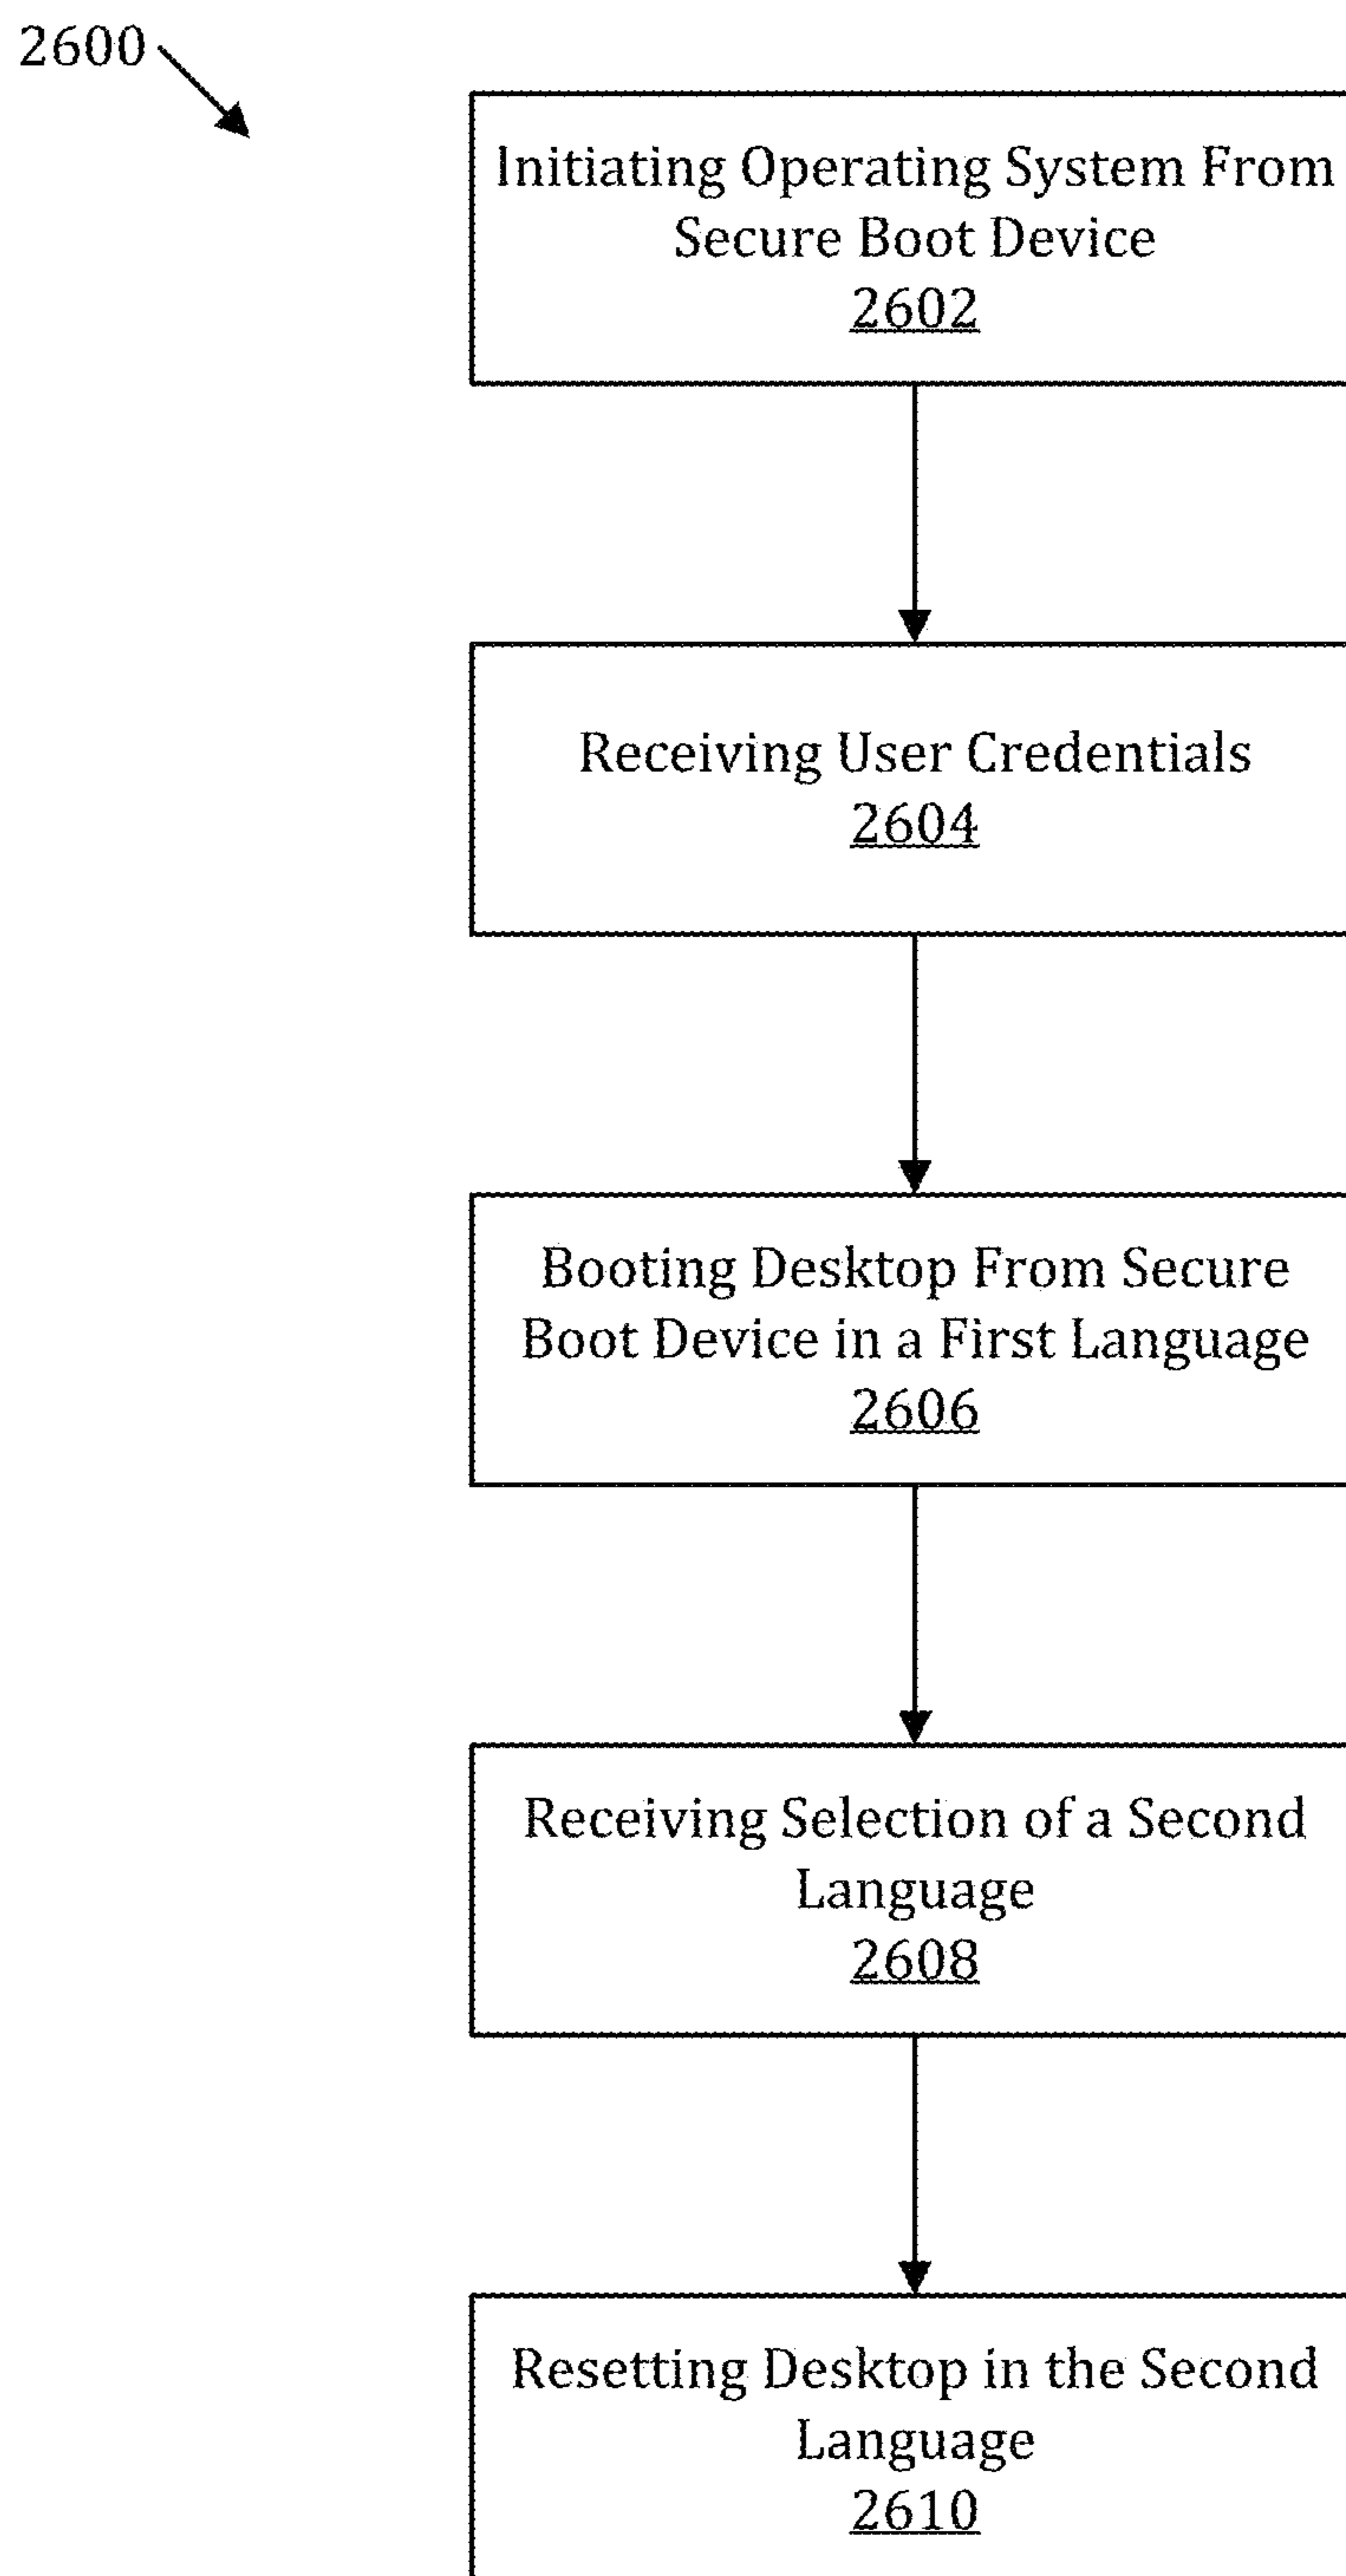 2600
Initiating Operating System From
Secure Boot Device
2602
Receiving User Credentials
2604
Booting Desktop From Secure
Boot Device in a First Language
2606
Receiving Selection of a Second
Language
2608
Resetting Desktop in the Second
Language
2610